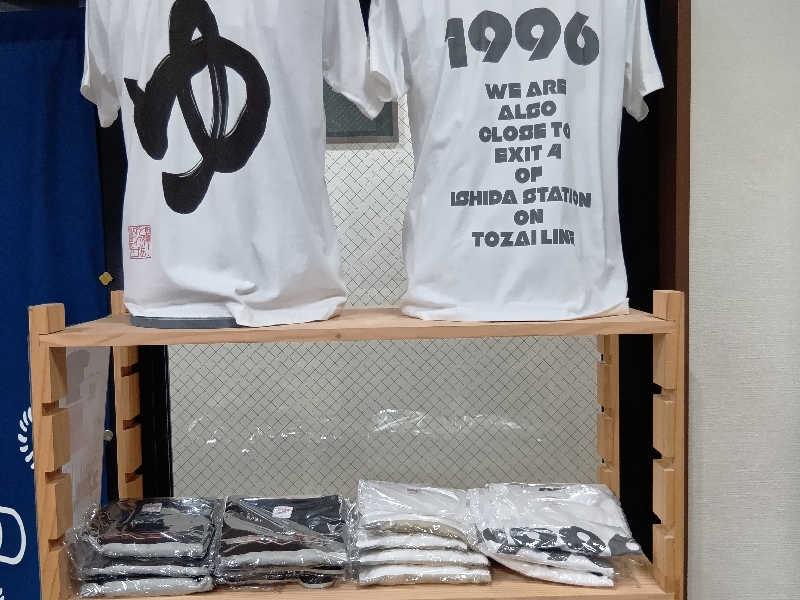 ゆ
1996
WE ARE
ALSO
CLOSE TO
EXIT 4
OF
ISHIDA STATION
ON
TOZAI LINE